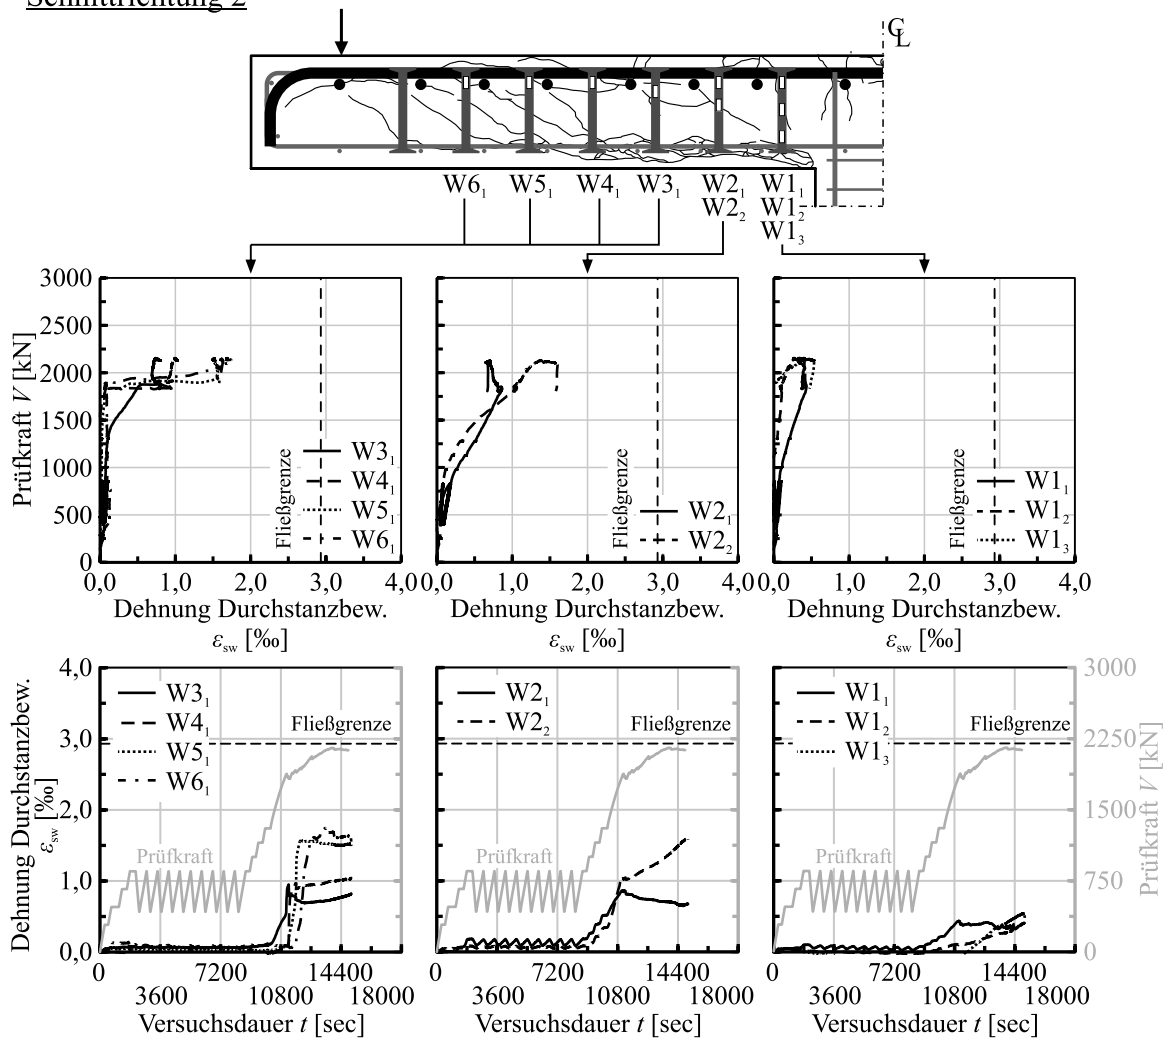 Schnittrichtung 2
CL
W6₁ W5₁ W4₁ W3₁ W2₁ W1₁
W2₂ W1₂
W1₃
3000
2500
2000
1500
1000
500
0
Prüfkraft V [kN]
Fließgrenze
W3₁
W4₁
W5₁
W6₁
0,0 1,0 2,0 3,0 4,0
Dehnung Durchstanzbew.
εsw [‰]
Fließgrenze
W2₁
W2₂
0,0 1,0 2,0 3,0 4,0
Dehnung Durchstanzbew.
εsw [‰]
Fließgrenze
W1₁
W1₂
W1₃
0,0 1,0 2,0 3,0 4,0
Dehnung Durchstanzbew.
εsw [‰]
4,0
3,0
2,0
1,0
0,0
Dehnung Durchstanzbew.
εsw [‰]
W3₁
W4₁
W5₁
W6₁
Fließgrenze
Prüfkraft
0 7200 14400
3600 10800 18000
Versuchsdauer t [sec]
W2₁
W2₂
Fließgrenze
Prüfkraft
0 7200 14400
3600 10800 18000
Versuchsdauer t [sec]
W1₁
W1₂
W1₃
Fließgrenze
Prüfkraft
0 7200 14400
3600 10800 18000
Versuchsdauer t [sec]
3000
2250
1500
750
0
Prüfkraft V [kN]